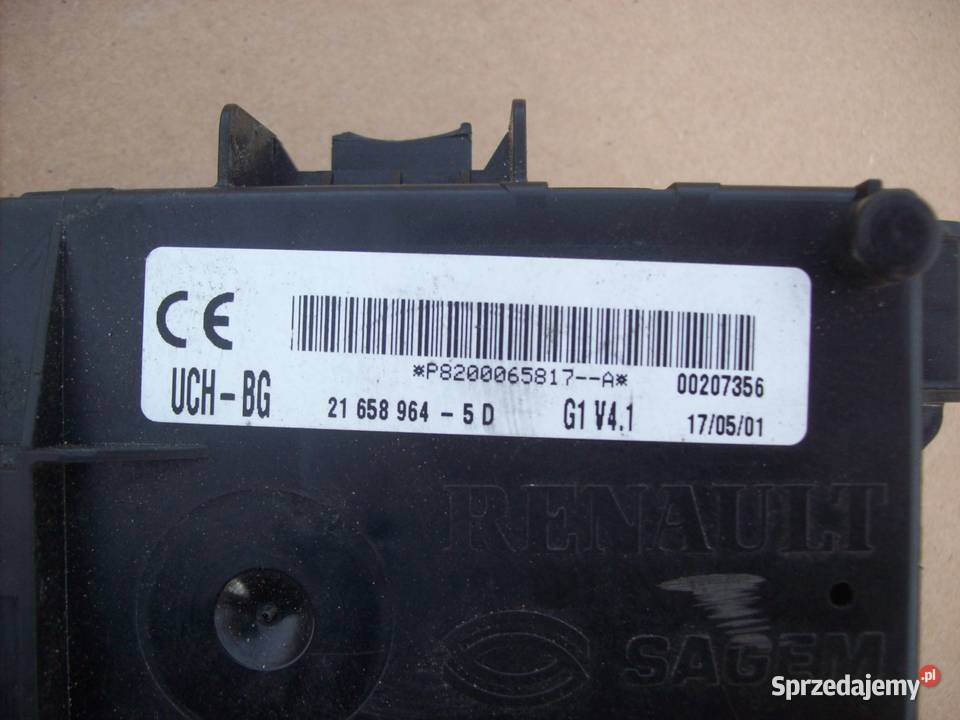 CE
*P8200065817--A* 00207356
UCH-BG 21 658 964 - 5 D G1 V4.1 17/05/01
RENAULT
SAGEM
Sprzedajemy.pl